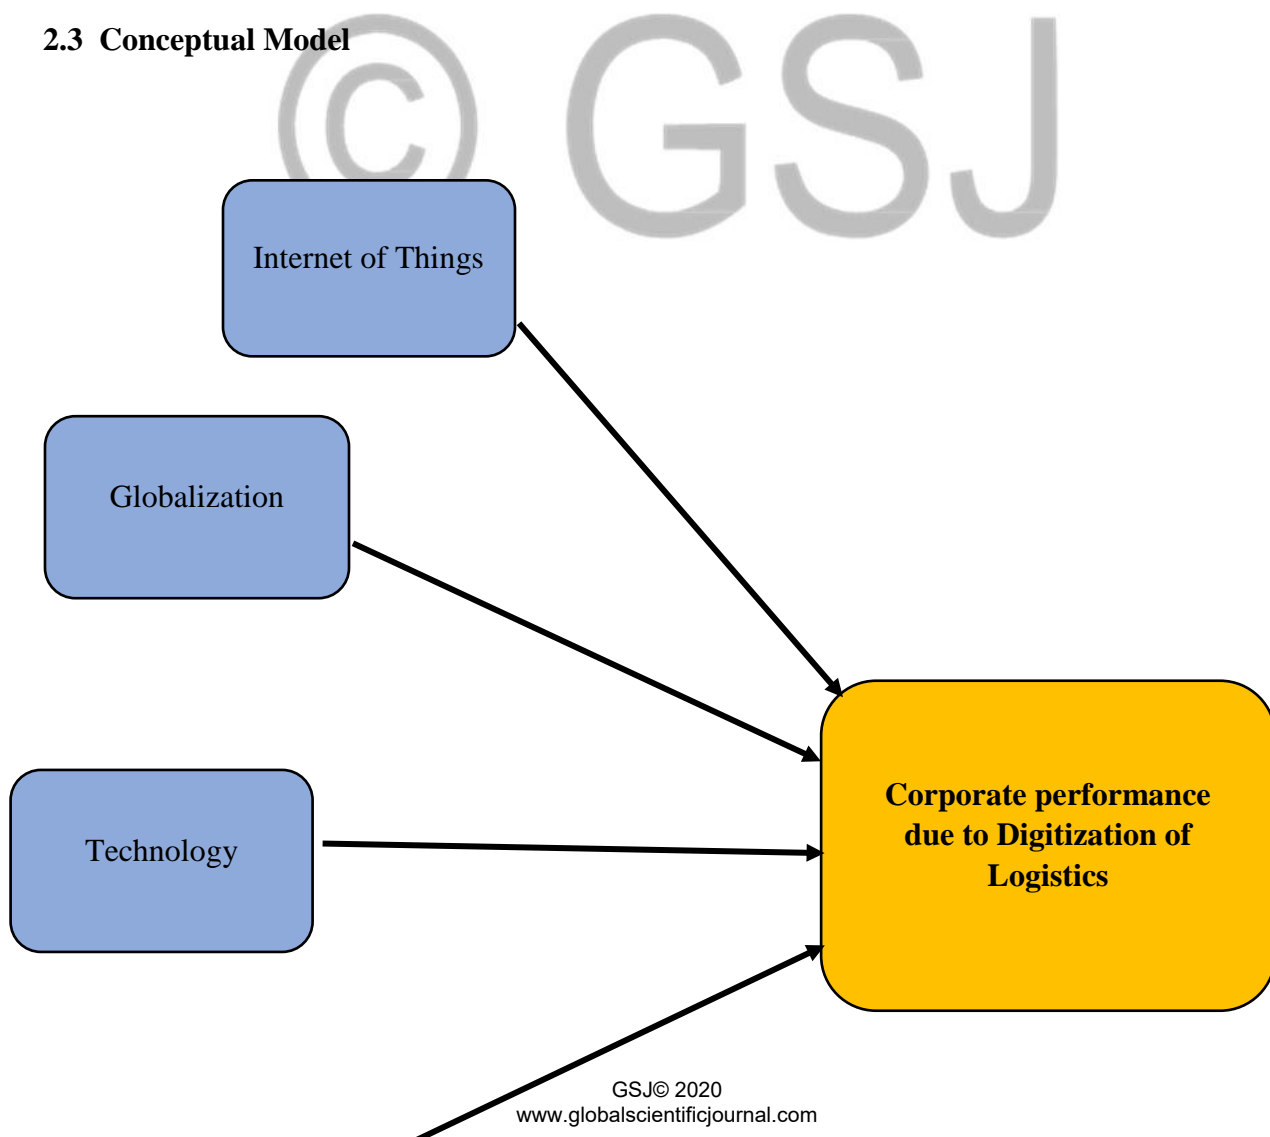 2.3 Conceptual Model
© GSJ
Internet of Things
Globalization
Technology
Corporate performance
due to Digitization of
Logistics
GSJ© 2020
www.globalscientificjournal.com